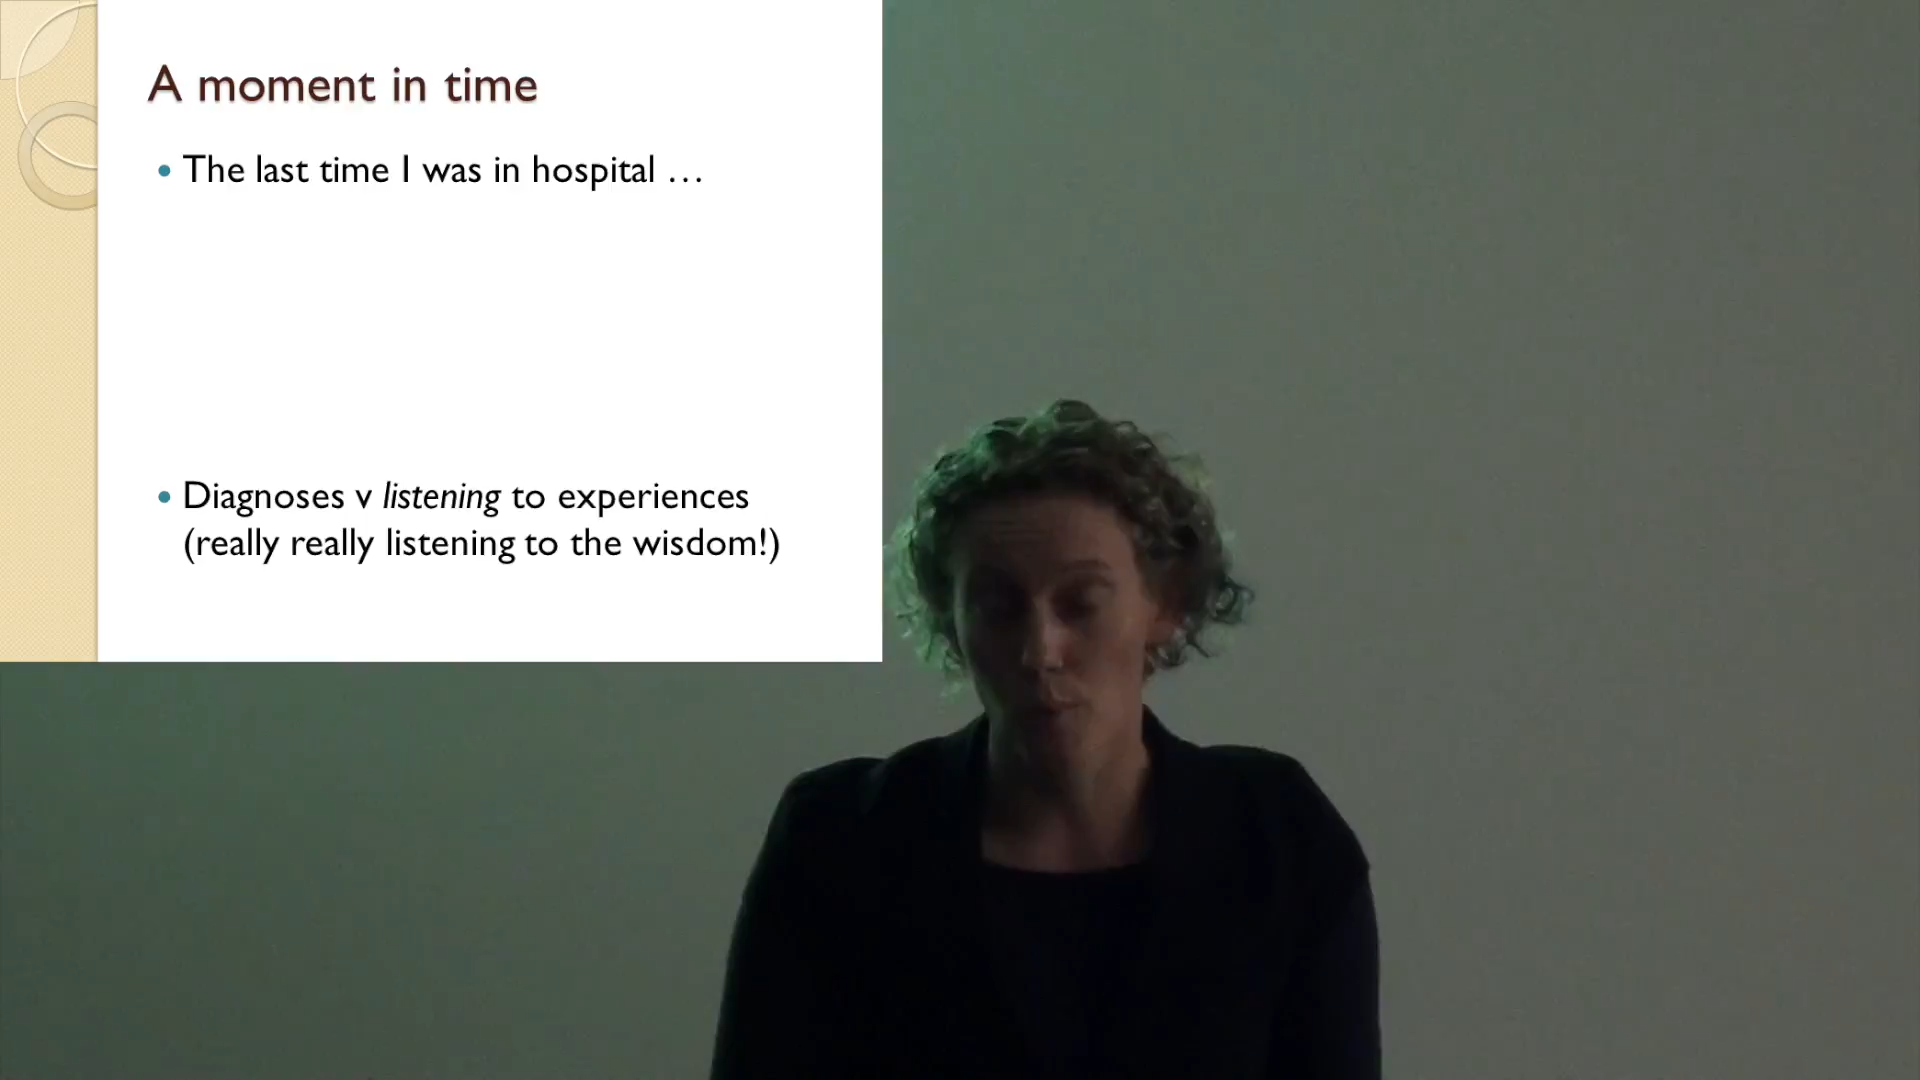 A moment in time
• The last time I was in hospital …
• Diagnoses v listening to experiences
(really really listening to the wisdom!)